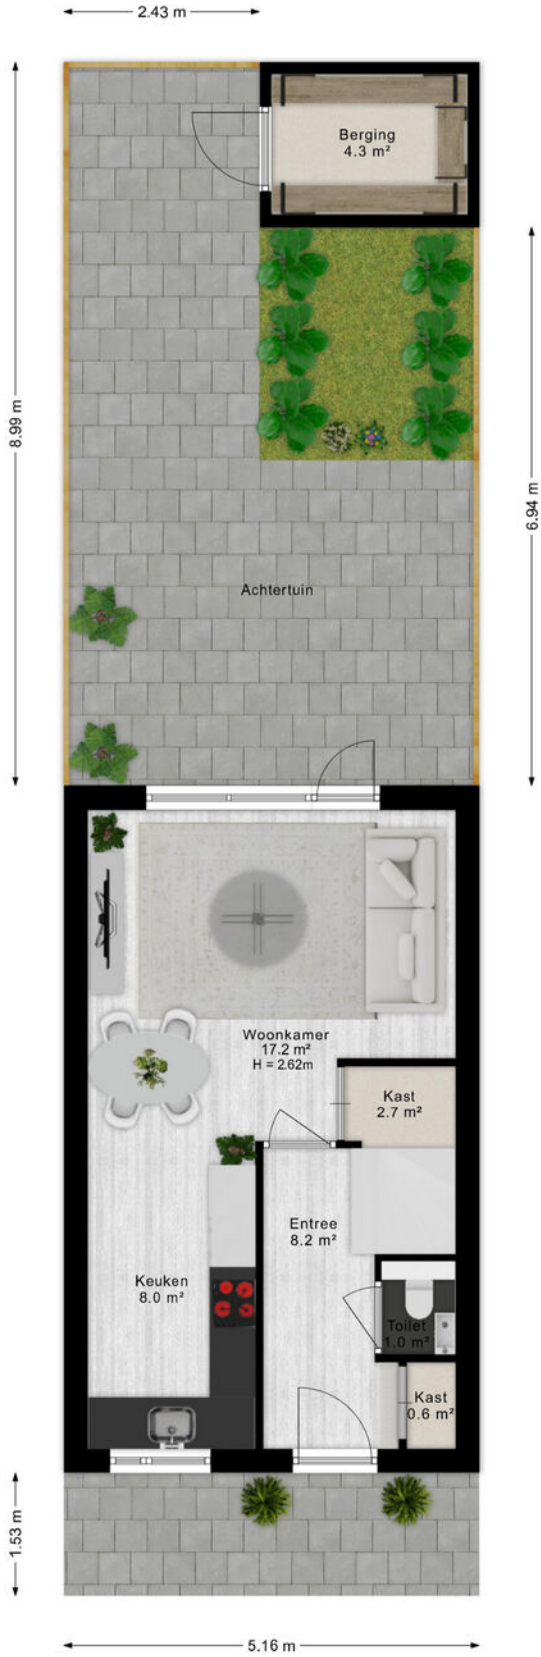 2.43 m
Berging
4.3 m²
8.99 m
6.94 m
Achtertuin
Woonkamer
17.2 m²
H = 2.62m
Kast
2.7 m²
Entree
8.2 m²
Keuken
8.0 m²
Toilet
1.0 m²
Kast
0.6 m²
1.53 m
5.16 m